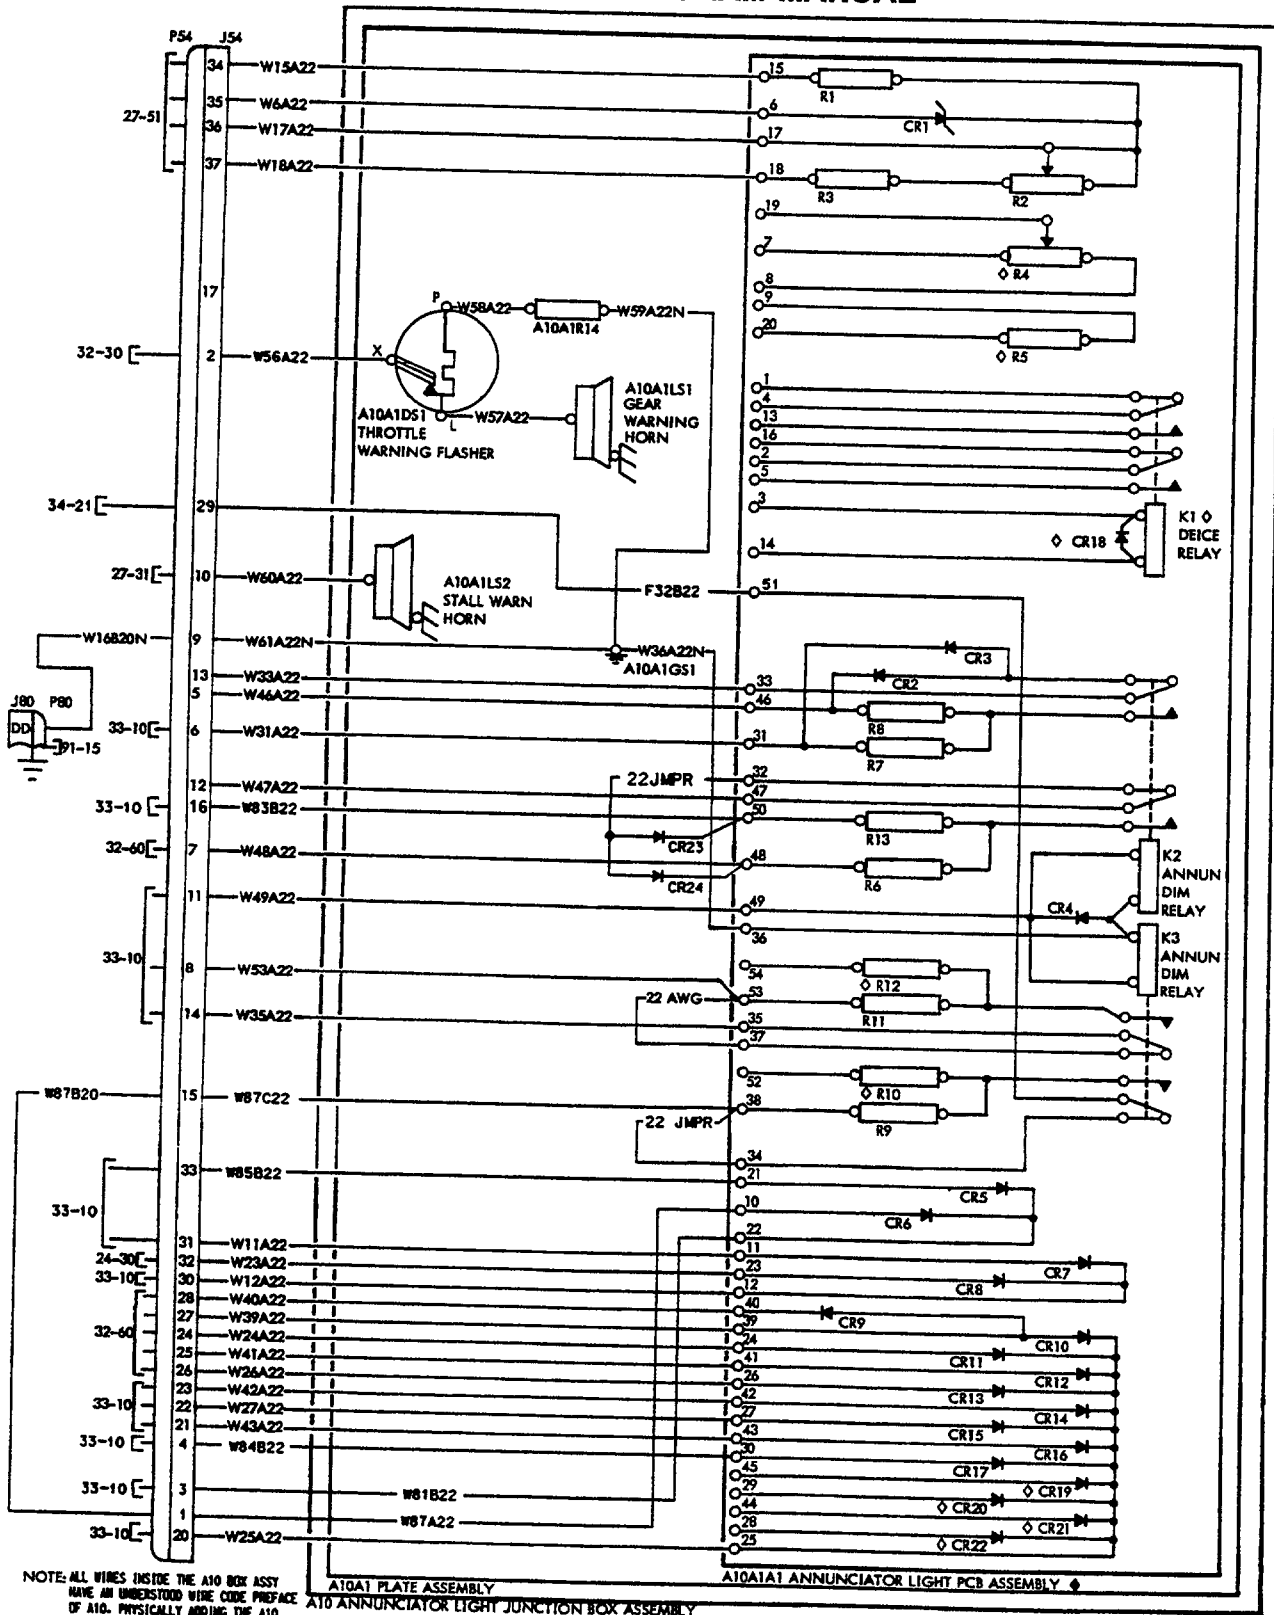 P54 J54
34 W15A22 15 R1
35 W6A22 6 CR1
27-51
36 W17A22 17
37 W18A22 18 R3 R2
19
7 ◊ R4
17
8
9
P W58A22 A10A1R14 W59A22N
20 ◊ R5
32-30 2 W56A22 X
1
4
13
16
2
5
3
14
A10A1DS1
THROTTLE
WARNING FLASHER
L W57A22
A10A1LS1
GEAR
WARNING
HORN
K1 ◊
DEICE
RELAY
◊ CR18
34-21 29
27-31 10 W60A22
A10A1LS2
STALL WARN
HORN
F32B22 51
W16B20N 9 W61A22N W36A22N
A10A1GS1
CR3
13 W33A22 33 CR2
5 W46A22 46 R8
J80 P80
DD
91-15
33-10 6 W31A22 31 R7
22JMPR 32
12 W47A22 47
33-10 16 W83B22 50 R13
CR23
32-60 7 W48A22 48 R6
CR24
K2
ANNUN
DIM
RELAY
11 W49A22 49 CR4
36
K3
ANNUN
DIM
RELAY
33-10
8 W53A22 54 ◊ R12
22 AWG 53 R11
14 W35A22 35
37
52 ◊ R10
W87B20 15 W87C22 38 R9
22 JMPR
34
33 W85B22 21 CR5
33-10
10 CR6
22
31 W11A22 11 CR7
24-30 32 W23A22 23 CR8
33-10 30 W12A22 12
28 W40A22 40 CR9
27 W39A22 39 CR10
32-60 24 W24A22 24 CR11
25 W41A22 41 CR12
26 W26A22 26 CR13
23 W42A22 42 CR14
33-10 22 W27A22 27 CR15
21 W43A22 43 CR16
33-10 4 W84B22 30 CR17
45 ◊ CR19
33-10 3 W81B22 29 ◊ CR20
1 W87A22 44 ◊ CR21
28 ◊ CR22
33-10 20 W25A22 25
NOTE: ALL WIRES INSIDE THE A10 BOX ASSY
HAVE AN UNDERSTOOD WIRE CODE PREFACE
OF A10. PHYSICALLY ADDING THE A10
A10A1 PLATE ASSEMBLY
A10A1A1 ANNUNCIATOR LIGHT PCB ASSEMBLY ◆
A10 ANNUNCIATOR LIGHT JUNCTION BOX ASSEMBLY